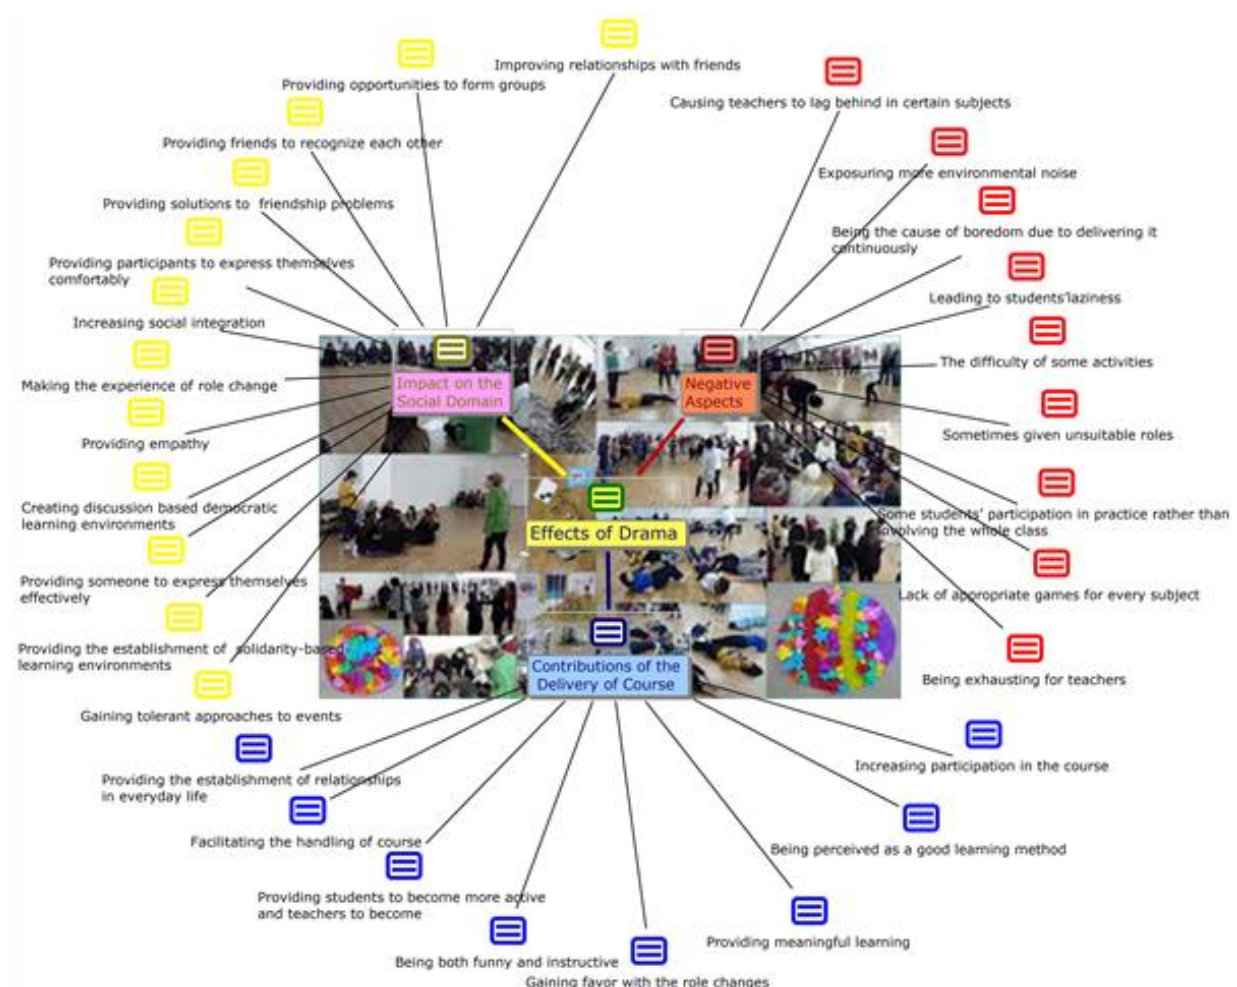 Improving relationships with friends
Providing opportunities to form groups
Providing friends to recognize each other
Providing solutions to friendship problems
Providing participants to express themselves
comfortably
Increasing social integration
Making the experience of role change
Providing empathy
Creating discussion based democratic
learning environments
Providing someone to express themselves
effectively
Providing the establishment of solidarity-based
learning environments
Gaining tolerant approaches to events
Impact on the
Social Domain
Causing teachers to lag behind in certain subjects
Exposuring more environmental noise
Being the cause of boredom due to delivering it
continuously
Leading to students'laziness
The difficulty of some activities
Sometimes given unsuitable roles
Some students' participation in practice rather than
involving the whole class
Lack of appropriate games for every subject
Being exhausting for teachers
Negative
Aspects
Effects of Drama
Contributions of the
Delivery of Course
Providing the establishment of relationships
in everyday life
Facilitating the handling of course
Providing students to become more active
and teachers to become
Being both funny and instructive
Gaining favor with the role changes
Providing meaningful learning
Being perceived as a good learning method
Increasing participation in the course